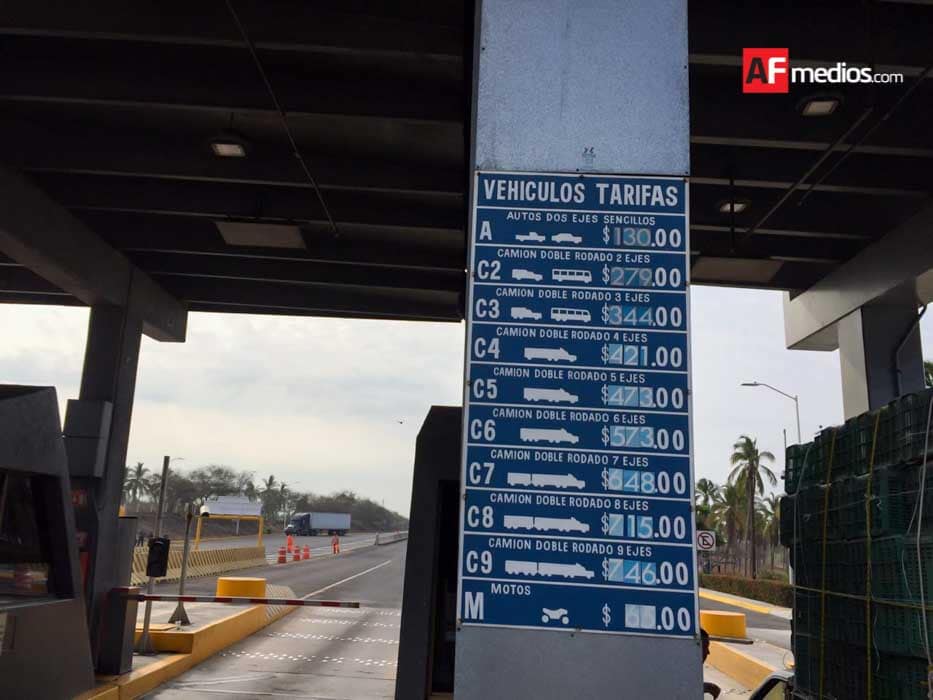 AFmedios.com
VEHICULOS TARIFAS
AUTOS DOS EJES SENCILLOS
A $130.00
CAMION DOBLE RODADO 2 EJES
C2 $279.00
CAMION DOBLE RODADO 3 EJES
C3 $344.00
CAMION DOBLE RODADO 4 EJES
C4 $421.00
CAMION DOBLE RODADO 5 EJES
C5 $473.00
CAMION DOBLE RODADO 6 EJES
C6 $573.00
CAMION DOBLE RODADO 7 EJES
C7 $648.00
CAMION DOBLE RODADO 8 EJES
C8 $715.00
CAMION DOBLE RODADO 9 EJES
C9 $746.00
MOTOS
M $ 65.00
E